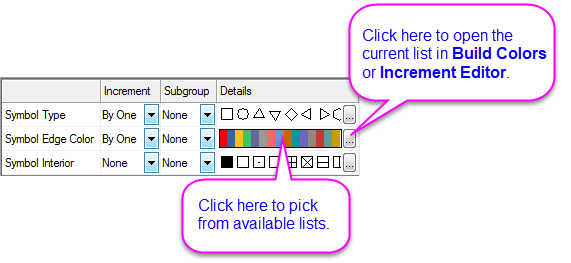 Click here to open the
current list in Build Colors
or Increment Editor.
Increment Subgroup Details
Symbol Type By One None ...
Symbol Edge Color By One None ...
Symbol Interior None None ...
Click here to pick
from available lists.